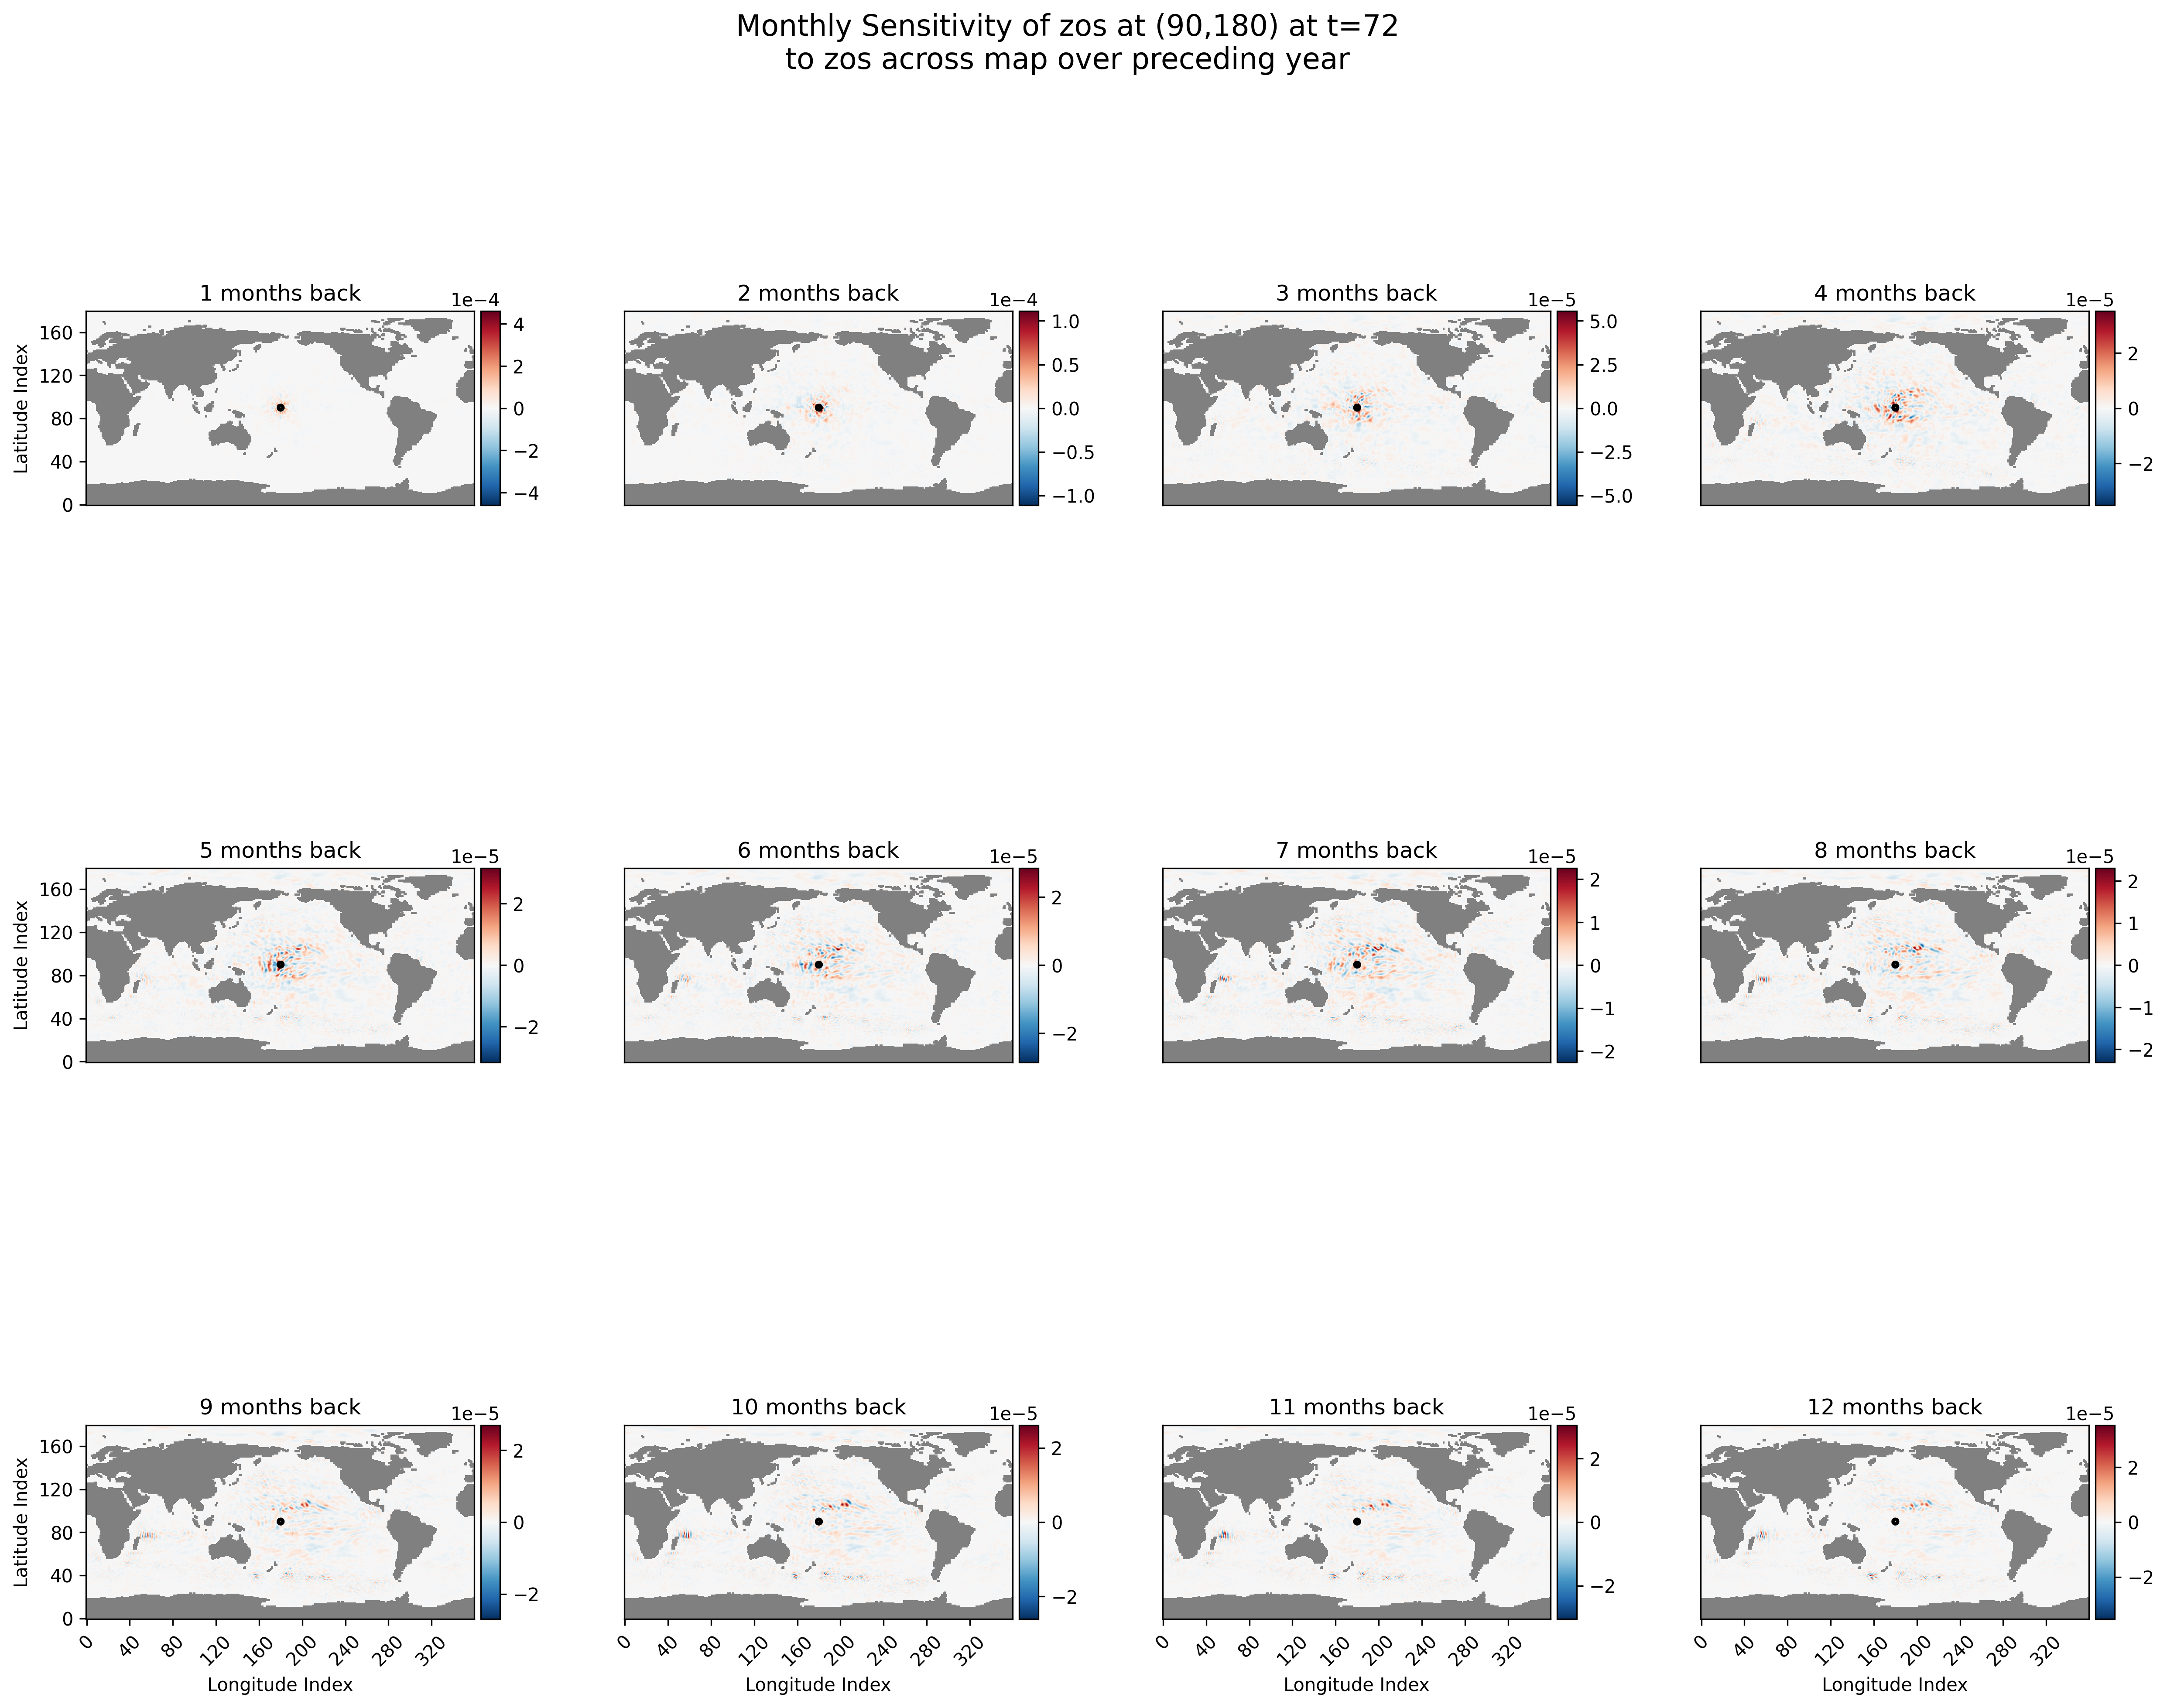 Monthly Sensitivity of zos at (90,180) at t=72
to zos across map over preceding year
1 months back
1e−4
2 months back
1e−4
3 months back
1e−5
4 months back
1e−5
Latitude Index
160
120
80
40
0
4
2
0
−2
−4
1.0
0.5
0.0
−0.5
−1.0
5.0
2.5
0.0
−2.5
−5.0
2
0
−2
5 months back
1e−5
6 months back
1e−5
7 months back
1e−5
8 months back
1e−5
Latitude Index
160
120
80
40
0
2
0
−2
2
0
−2
2
1
0
−1
−2
2
1
0
−1
−2
9 months back
1e−5
10 months back
1e−5
11 months back
1e−5
12 months back
1e−5
Latitude Index
160
120
80
40
0
2
0
−2
2
0
−2
2
0
−2
2
0
−2
0 40 80 120 160 200 240 280 320
0 40 80 120 160 200 240 280 320
0 40 80 120 160 200 240 280 320
0 40 80 120 160 200 240 280 320
Longitude Index
Longitude Index
Longitude Index
Longitude Index